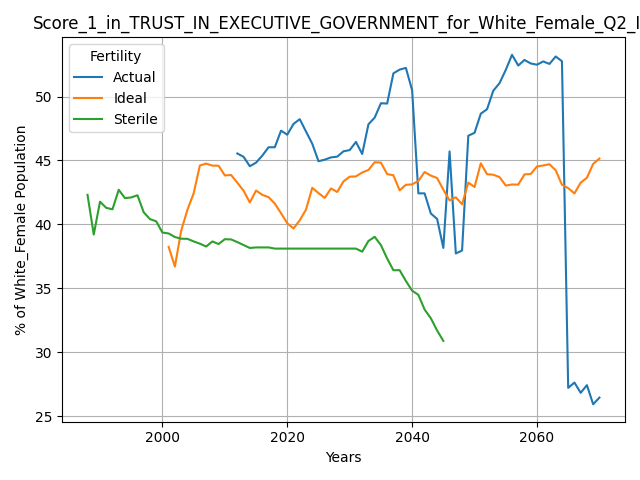 Score_1_in_TRUST_IN_EXECUTIVE_GOVERNMENT_for_White_Female_Q2_I
Fertility
Actual
Ideal
Sterile
% of White_Female Population
50
45
40
35
30
25
2000 2020 2040 2060
Years